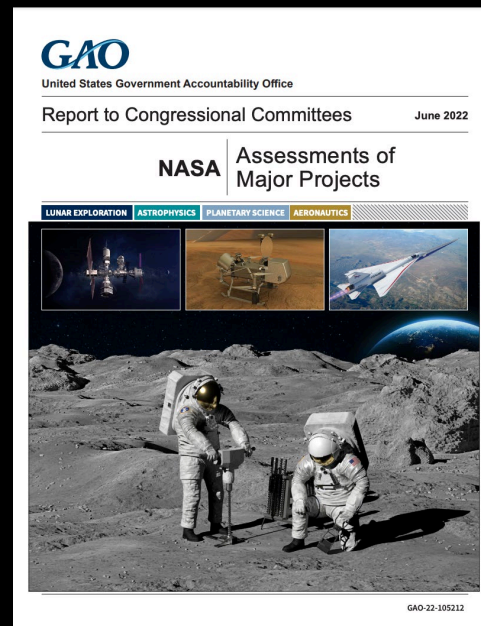 GAO
United States Government Accountability Office
Report to Congressional Committees
June 2022
NASA
Assessments of
Major Projects
LUNAR EXPLORATION
ASTROPHYSICS
PLANETARY SCIENCE
AERONAUTICS
GAO-22-105212